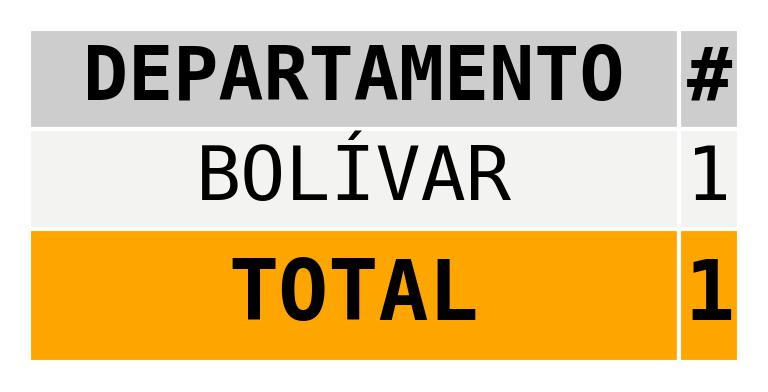 DEPARTAMENTO #
BOLÍVAR 1
TOTAL 1